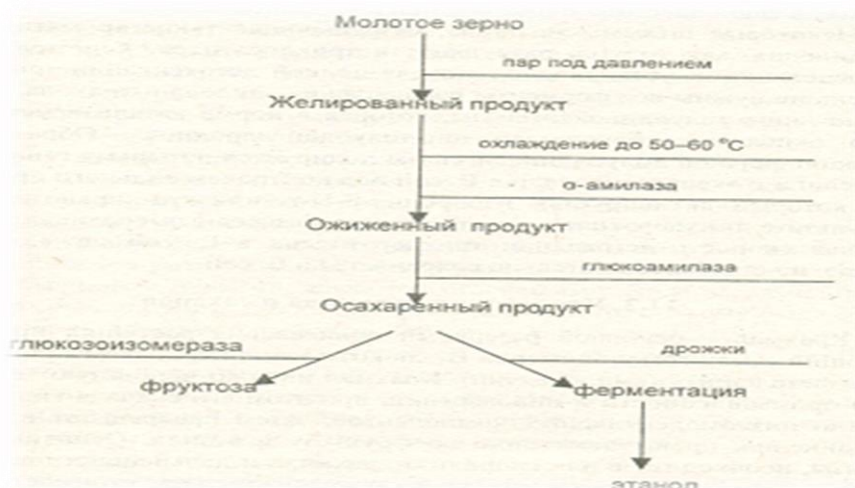 Молотое зерно
пар под давлением
Желированный продукт
охлаждение до 50–60 °C
α-амилаза
Ожиженный продукт
глюкоамилаза
Осахаренный продукт
глюкозоизомераза
дрожжи
фруктоза
ферментация
этанол